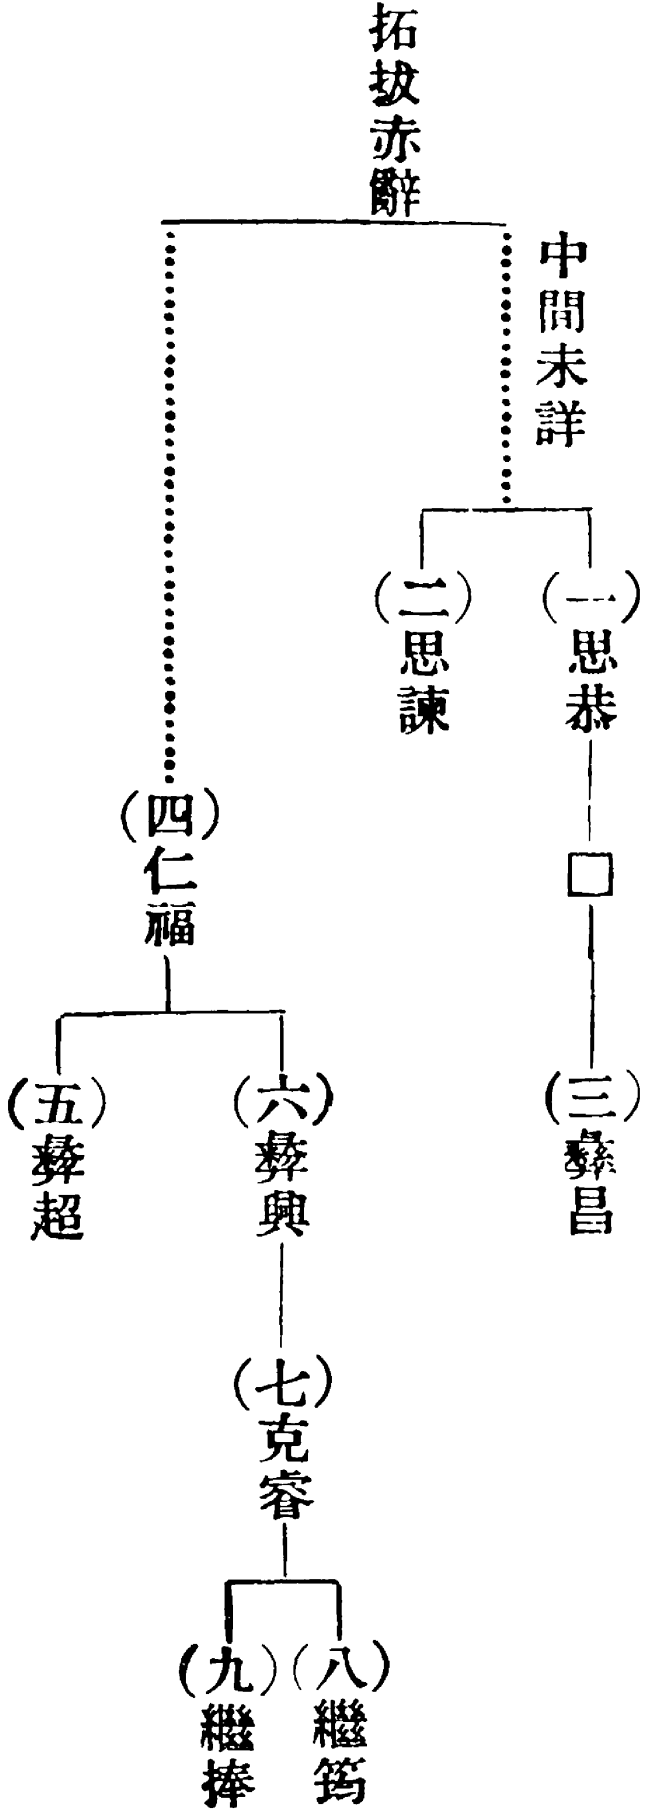 拓拔赤辭
中間未詳
（一）思恭
（二）思諫
□
（三）彝昌
（四）仁福
（六）彝興
（五）彝超
（七）克睿
（八）繼筠
（九）繼捧